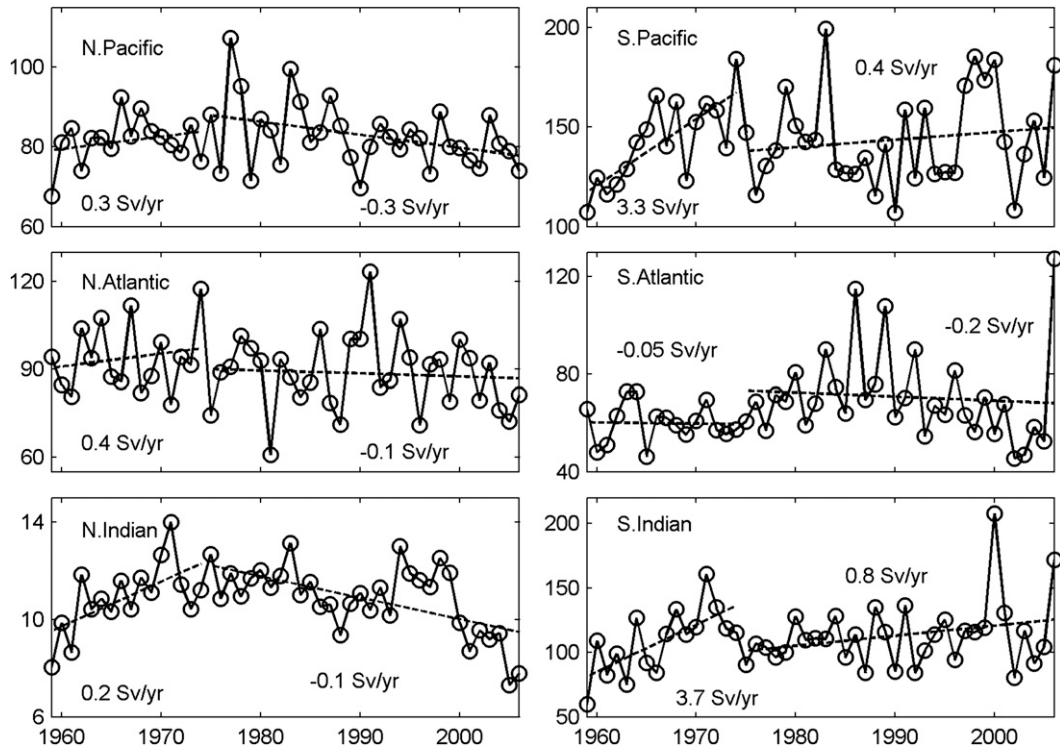 N.Pacific
100
80
60
0.3 Sv/yr
-0.3 Sv/yr
S.Pacific
200
150
100
0.4 Sv/yr
3.3 Sv/yr
N.Atlantic
120
90
60
0.4 Sv/yr
-0.1 Sv/yr
S.Atlantic
120
80
40
-0.05 Sv/yr
-0.2 Sv/yr
N.Indian
14
10
6
0.2 Sv/yr
-0.1 Sv/yr
1960 1970 1980 1990 2000
S.Indian
200
150
100
50
0.8 Sv/yr
3.7 Sv/yr
1960 1970 1980 1990 2000